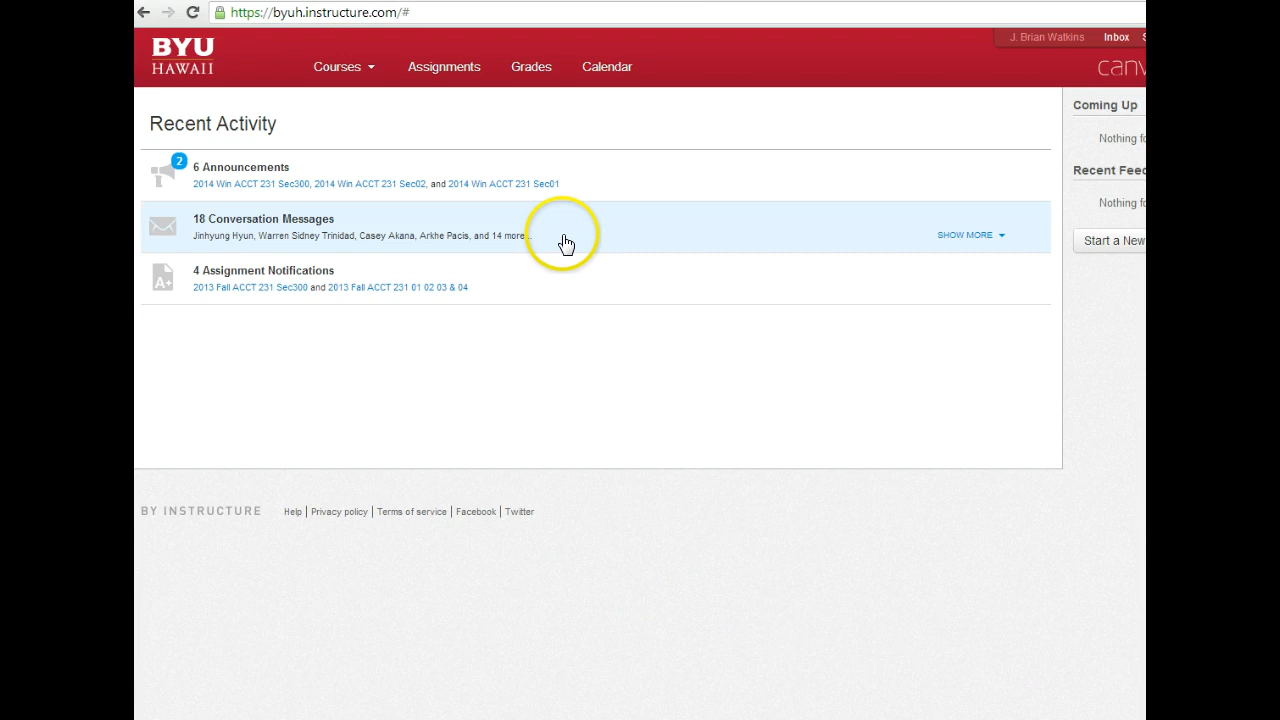 https://byuh.instructure.com/#
J. Brian Watkins Inbox
BYU
HAWAII
Courses Assignments Grades Calendar
Recent Activity
Coming Up
2
6 Announcements
2014 Win ACCT 231 Sec300, 2014 Win ACCT 231 Sec02, and 2014 Win ACCT 231 Sec01
18 Conversation Messages
Jinhyung Hyun, Warren Sidney Trinidad, Casey Akana, Arkhe Pacis, and 14 more...
SHOW MORE
4 Assignment Notifications
2013 Fall ACCT 231 Sec300 and 2013 Fall ACCT 231 01 02 03 & 04
A+
Nothing
Recent
Nothing
Start a New
BY INSTRUCTURE Help | Privacy policy | Terms of service | Facebook | Twitter